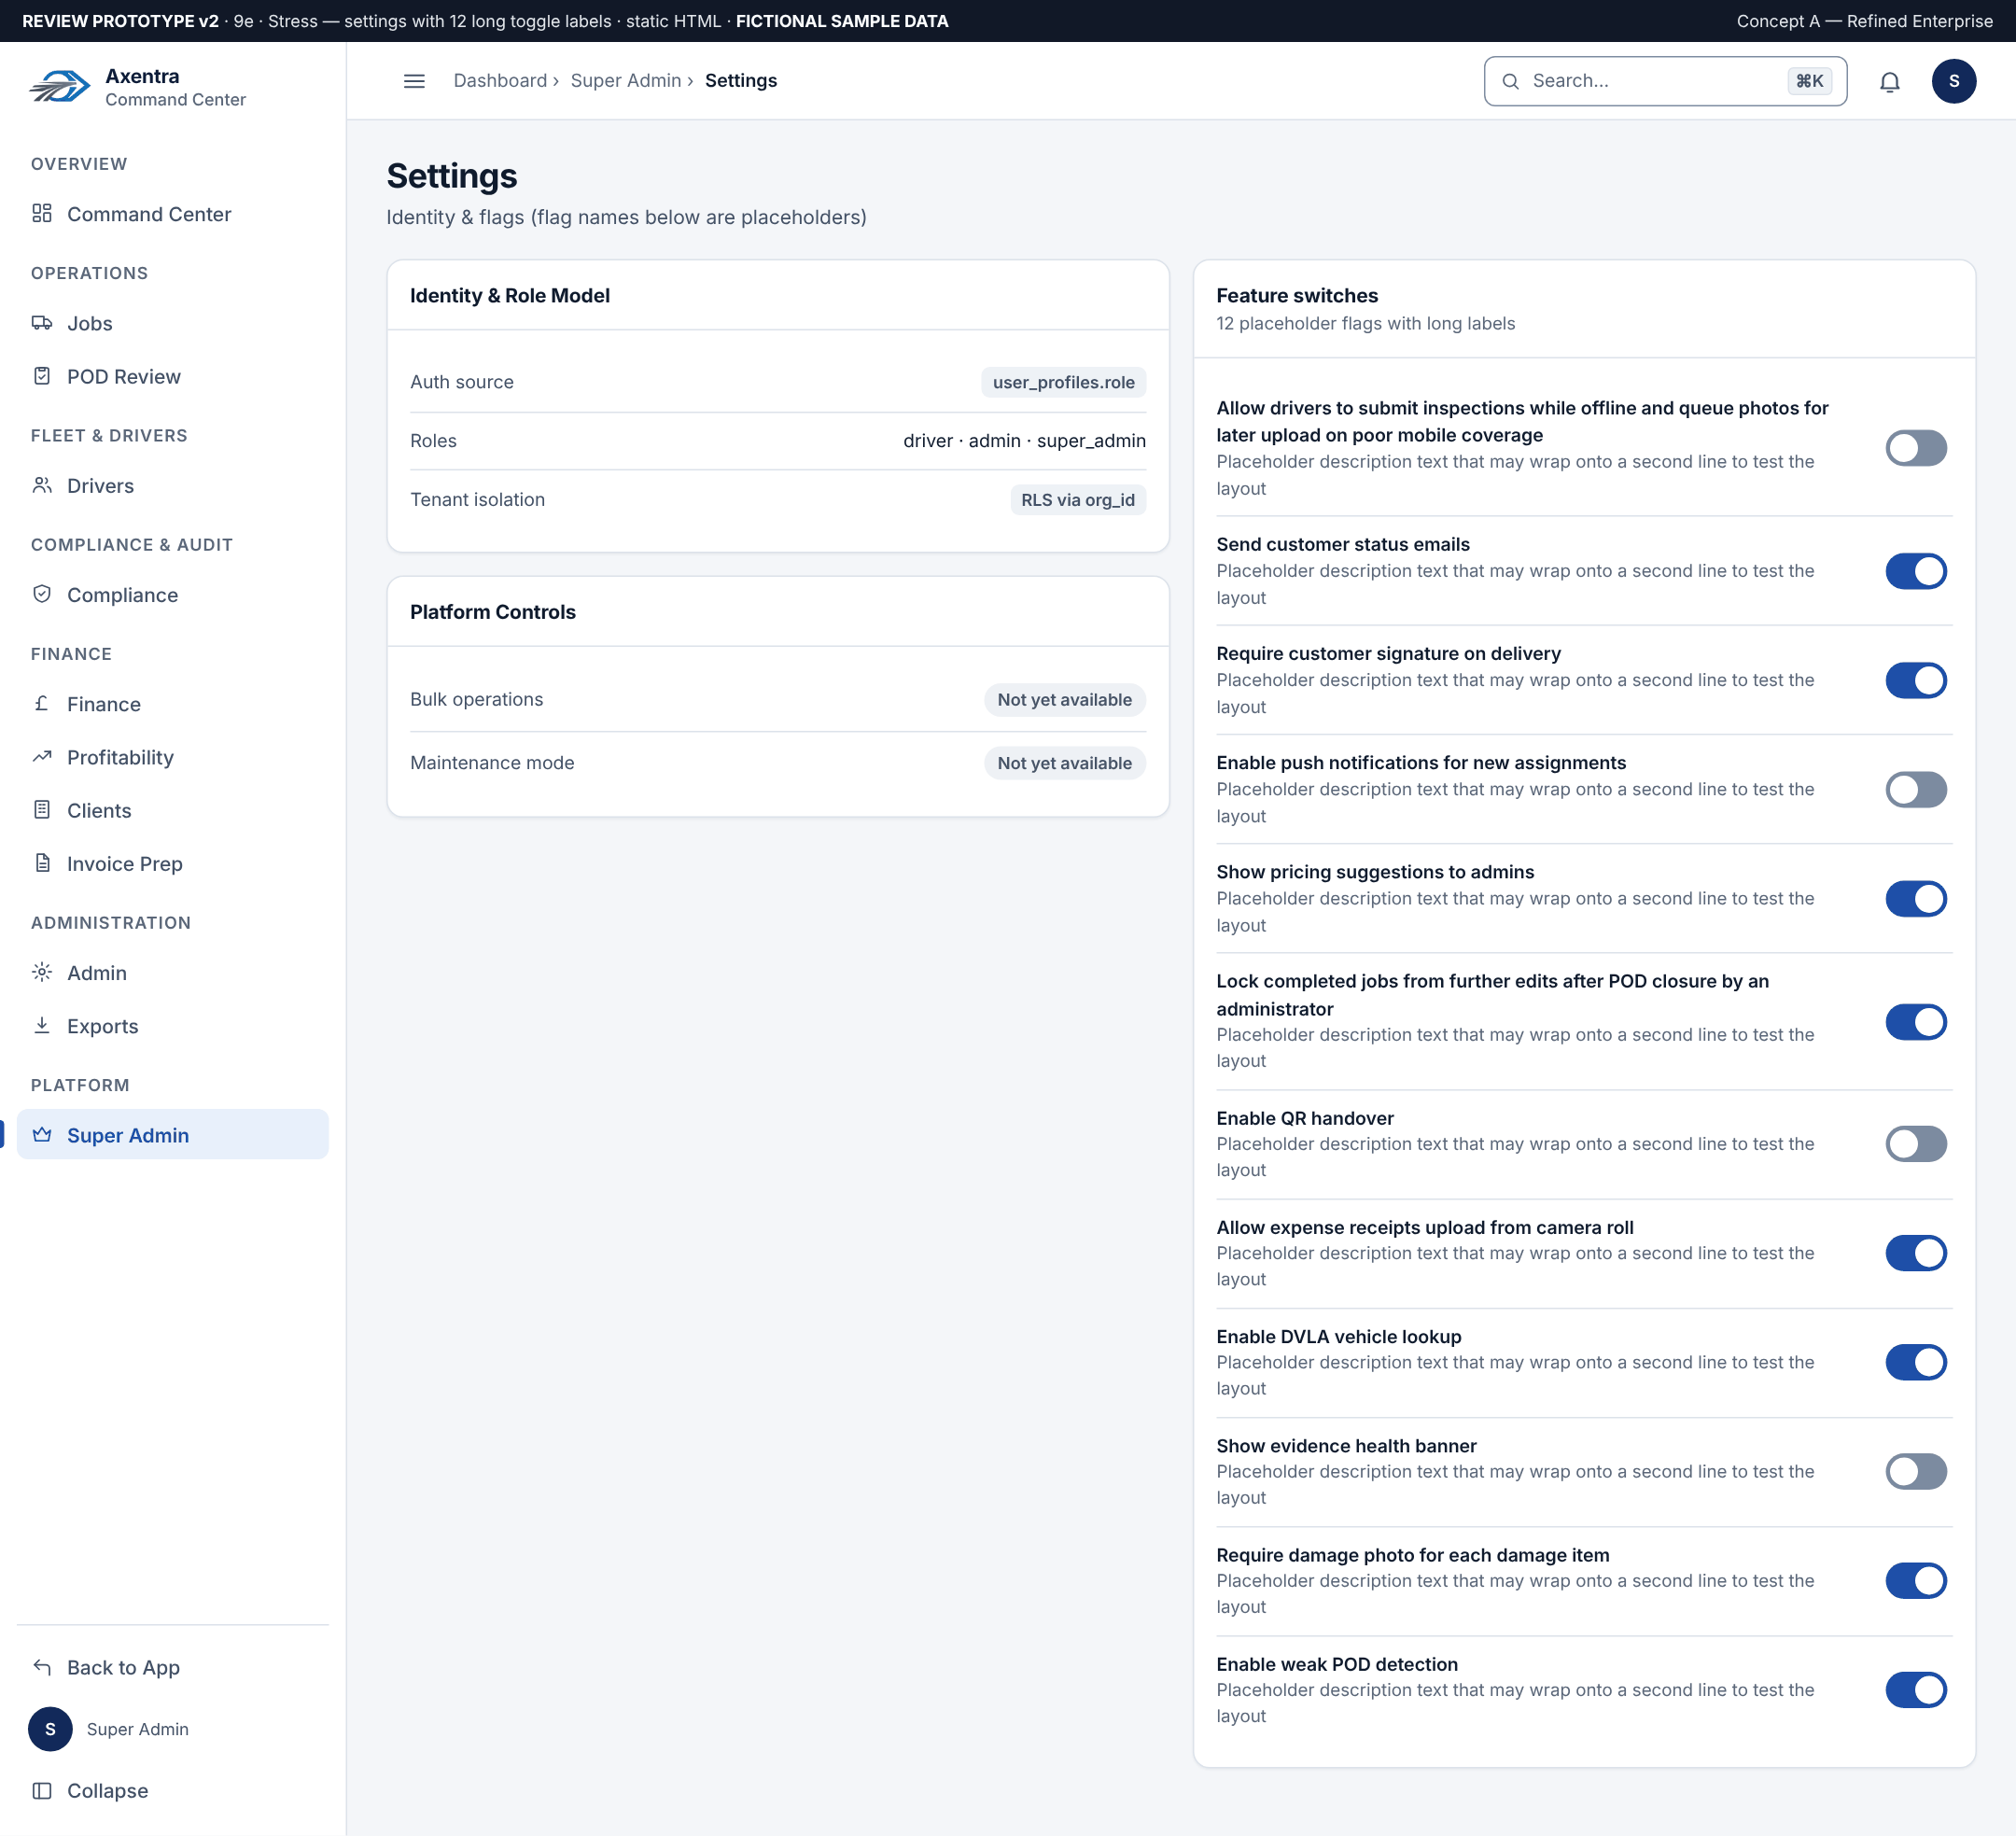 REVIEW PROTOTYPE v2 · 9e · Stress — settings with 12 long toggle labels · static HTML · FICTIONAL SAMPLE DATA
Concept A — Refined Enterprise
Axentra
Command Center
Dashboard › Super Admin › Settings
Search...
⌘K
S
OVERVIEW
Command Center
OPERATIONS
Jobs
POD Review
FLEET & DRIVERS
Drivers
COMPLIANCE & AUDIT
Compliance
FINANCE
Finance
Profitability
Clients
Invoice Prep
ADMINISTRATION
Admin
Exports
PLATFORM
Super Admin
Back to App
S
Super Admin
Collapse
Settings
Identity & flags (flag names below are placeholders)
Identity & Role Model
Auth source
user_profiles.role
Roles
driver · admin · super_admin
Tenant isolation
RLS via org_id
Platform Controls
Bulk operations
Not yet available
Maintenance mode
Not yet available
Feature switches
12 placeholder flags with long labels
Allow drivers to submit inspections while offline and queue photos for
later upload on poor mobile coverage
Placeholder description text that may wrap onto a second line to test the
layout
Send customer status emails
Placeholder description text that may wrap onto a second line to test the
layout
Require customer signature on delivery
Placeholder description text that may wrap onto a second line to test the
layout
Enable push notifications for new assignments
Placeholder description text that may wrap onto a second line to test the
layout
Show pricing suggestions to admins
Placeholder description text that may wrap onto a second line to test the
layout
Lock completed jobs from further edits after POD closure by an
administrator
Placeholder description text that may wrap onto a second line to test the
layout
Enable QR handover
Placeholder description text that may wrap onto a second line to test the
layout
Allow expense receipts upload from camera roll
Placeholder description text that may wrap onto a second line to test the
layout
Enable DVLA vehicle lookup
Placeholder description text that may wrap onto a second line to test the
layout
Show evidence health banner
Placeholder description text that may wrap onto a second line to test the
layout
Require damage photo for each damage item
Placeholder description text that may wrap onto a second line to test the
layout
Enable weak POD detection
Placeholder description text that may wrap onto a second line to test the
layout